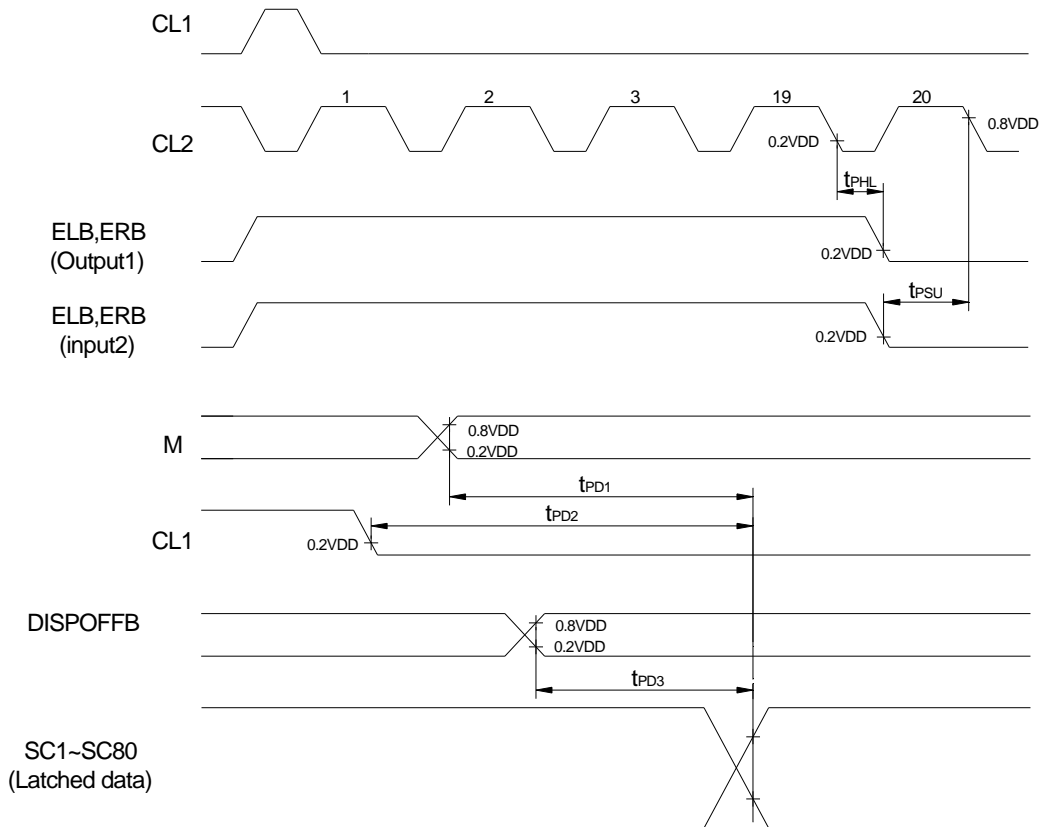 CL1
1 2 3 19 20
CL2
0.2VDD
0.8VDD
tPHL
ELB,ERB
(Output1)
0.2VDD
tPSU
ELB,ERB
(input2)
0.2VDD
M
0.8VDD
0.2VDD
tPD1
tPD2
CL1
0.2VDD
DISPOFFB
0.8VDD
0.2VDD
tPD3
SC1~SC80
(Latched data)